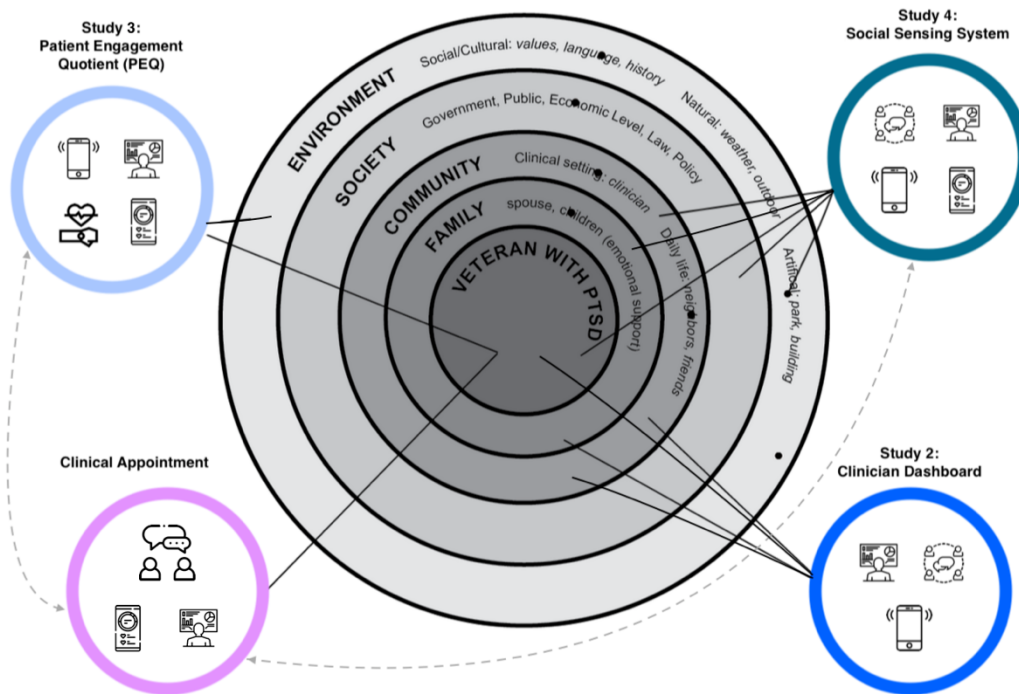 Study 3:
Patient Engagement
Quotient (PEQ)
Study 4:
Social Sensing System
ENVIRONMENT
Social/Cultural: values, language, history
Natural: weather, outdoor
Artifical: park, building
SOCIETY
Government, Public, Economic Level, Law, Policy
COMMUNITY
Clinical setting: clinician
Daily life: neighbors, friends
FAMILY
spouse, children (emotional support)
VETERAN WITH PTSD
Clinical Appointment
Study 2:
Clinician Dashboard